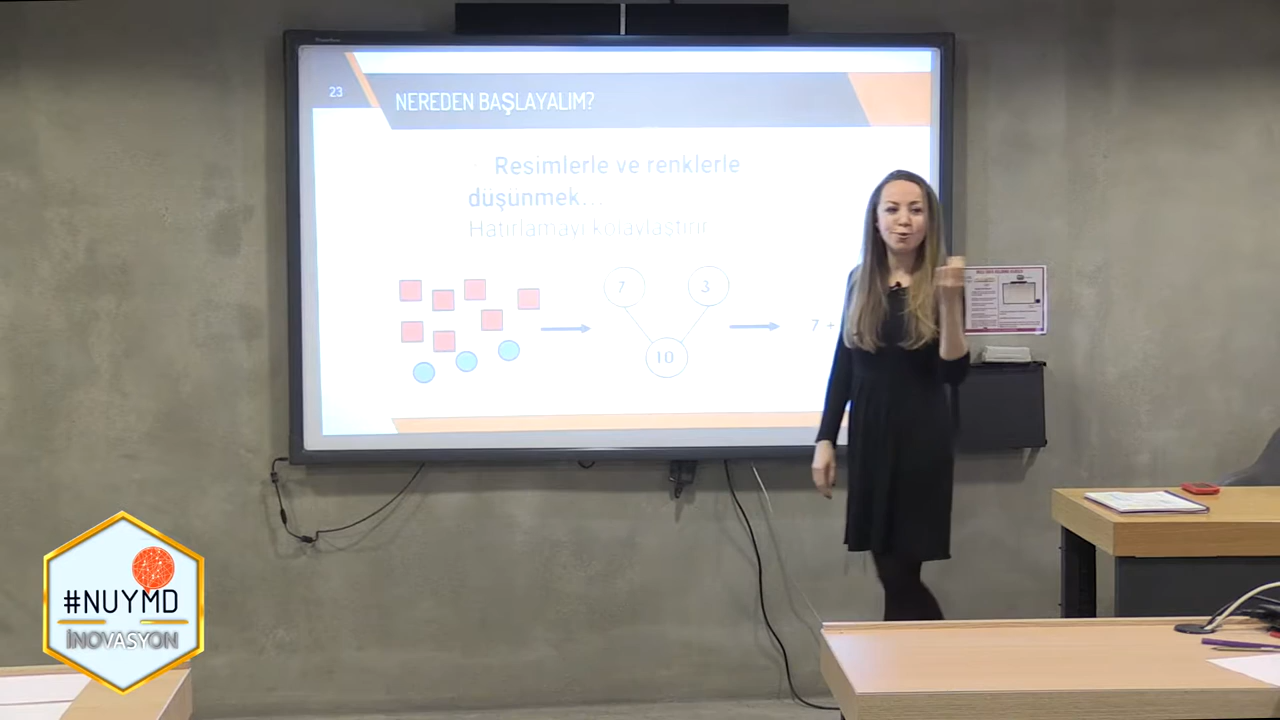 23
NEREDEN BAŞLAYALIM?
Resimlerle ve renklerle
düşünmek...
Hatırlamayı kolaylaştırır
7
3
10
7 +
#NUYMD
İNOVASYON